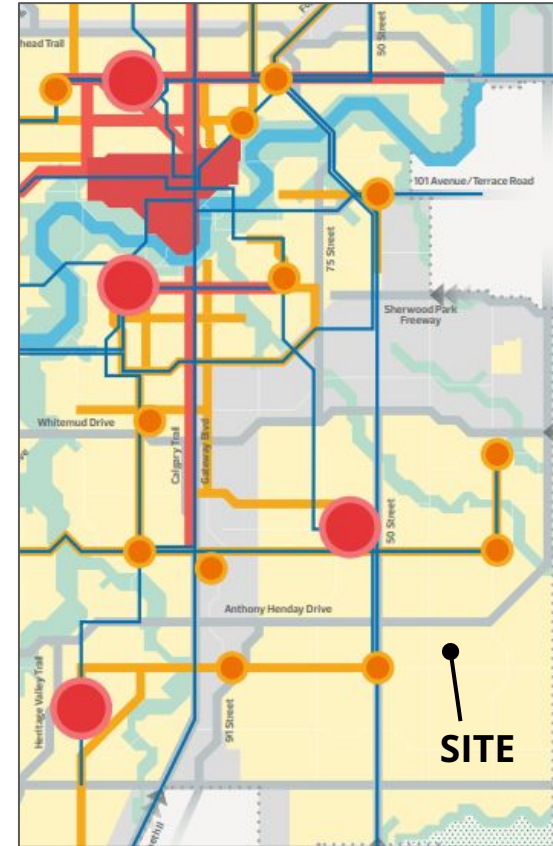 head Trail
50 Street
101 Avenue/Terrace Road
75 Street
Sherwood Park
Freeway
Whitemud Drive
Calgary Trail
Gateway Blvd
50 Street
Anthony Henday Drive
Heritage Valley Trail
91 Street
SITE
ethill